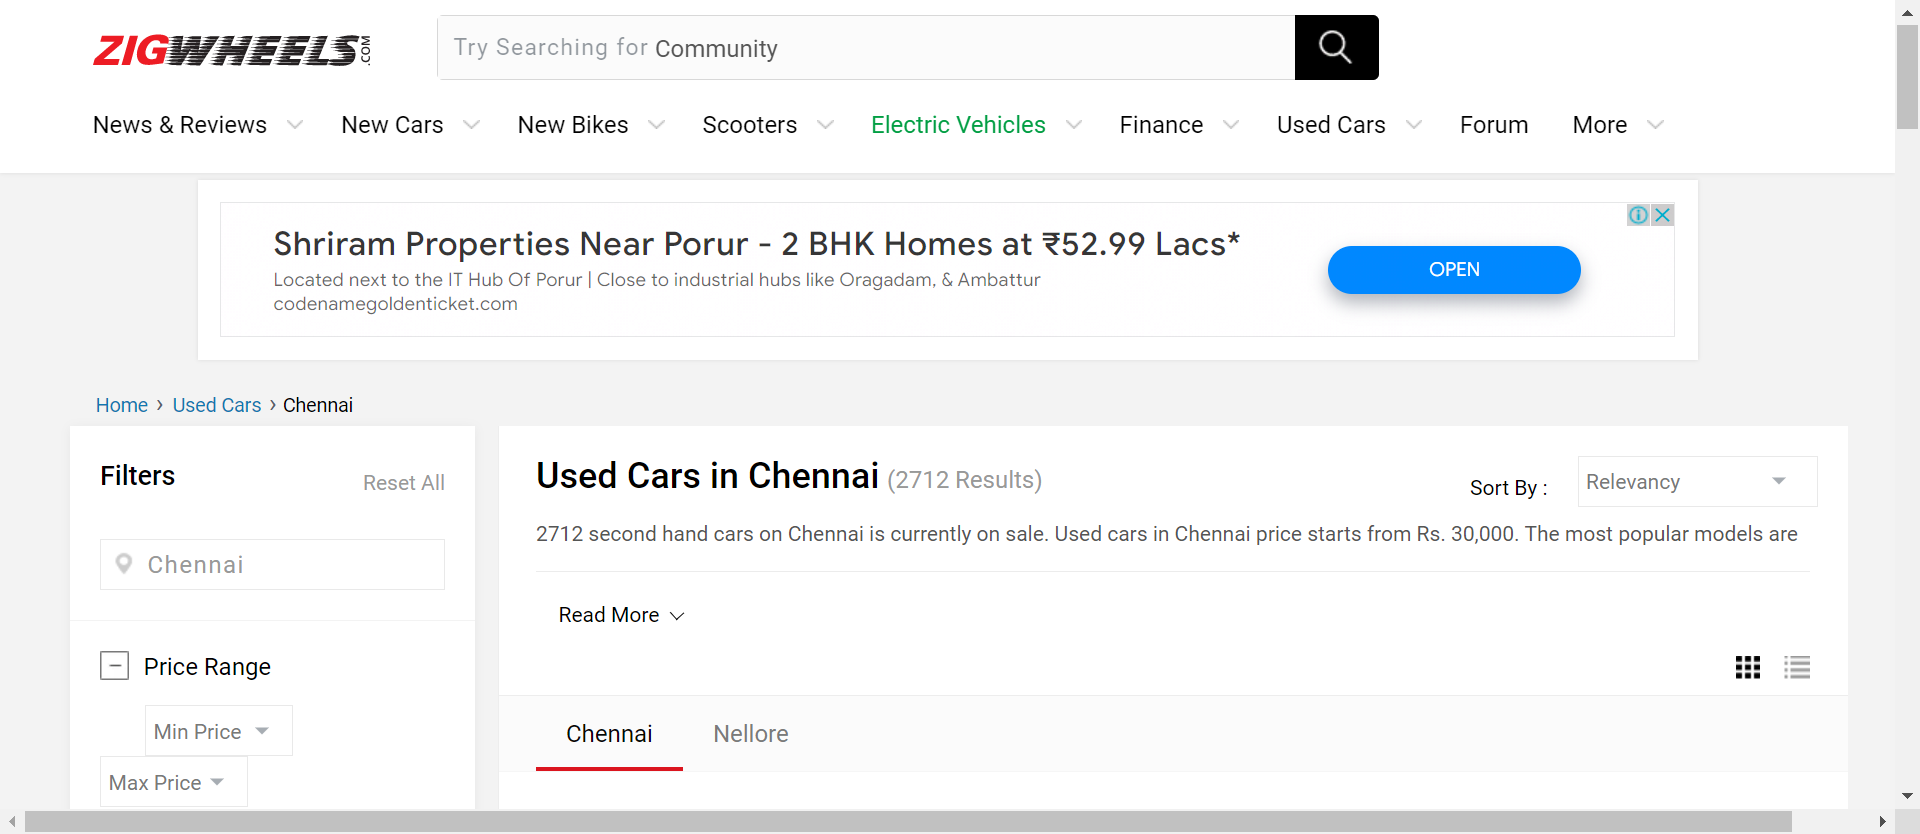 ZIGWHEELS.COM
Try Searching for Community
News & Reviews New Cars New Bikes Scooters Electric Vehicles Finance Used Cars Forum More
Shriram Properties Near Porur - 2 BHK Homes at ₹52.99 Lacs*
Located next to the IT Hub Of Porur | Close to industrial hubs like Oragadam, & Ambattur
codenamegoldenticket.com
OPEN
Home › Used Cars › Chennai
Filters
Reset All
Chennai
Price Range
Min Price
Max Price
Used Cars in Chennai (2712 Results)
Sort By :
Relevancy
2712 second hand cars on Chennai is currently on sale. Used cars in Chennai price starts from Rs. 30,000. The most popular models are
Read More
Chennai Nellore